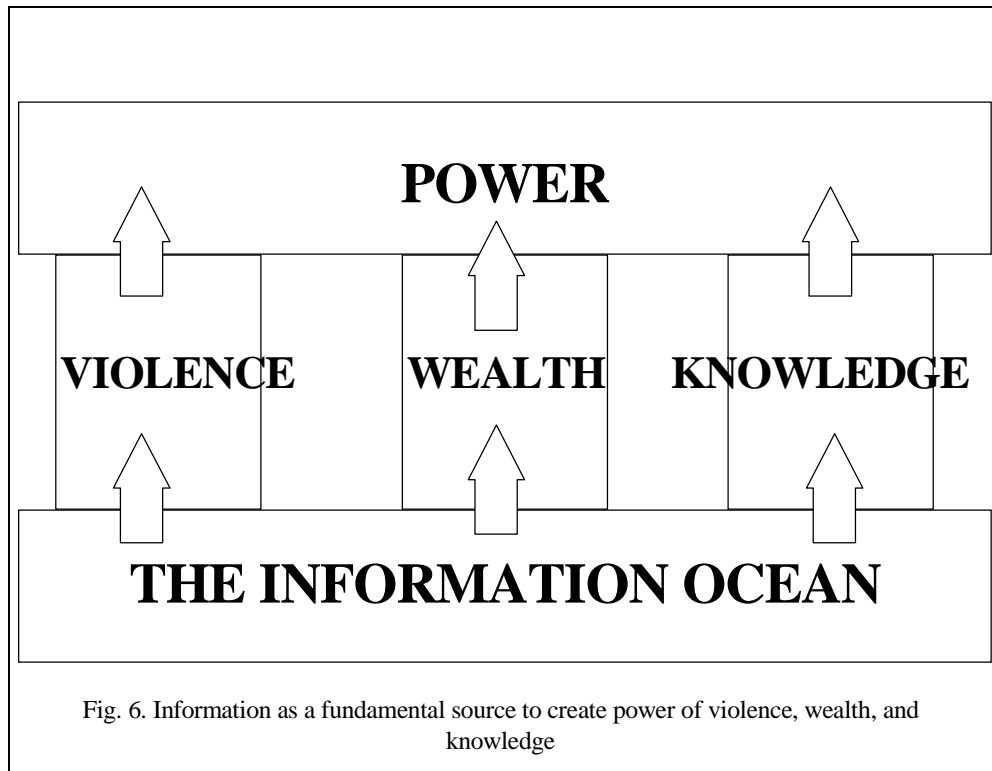 POWER
VIOLENCE WEALTH KNOWLEDGE
THE INFORMATION OCEAN
Fig. 6. Information as a fundamental source to create power of violence, wealth, and
knowledge